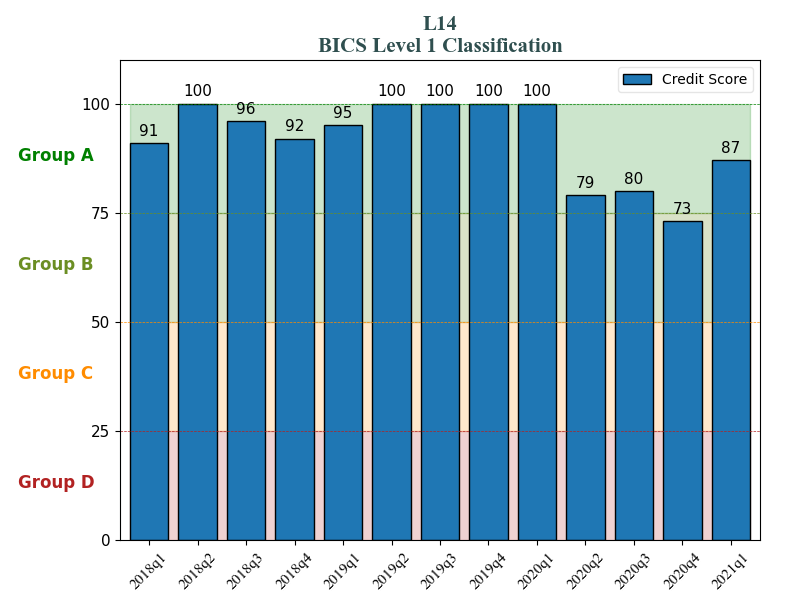 L14
BICS Level 1 Classification
Credit Score
100
75
50
25
0
Group A
Group B
Group C
Group D
91
100
96
92
95
100
100
100
100
79
80
73
87
2018q1
2018q2
2018q3
2018q4
2019q1
2019q2
2019q3
2019q4
2020q1
2020q2
2020q3
2020q4
2021q1